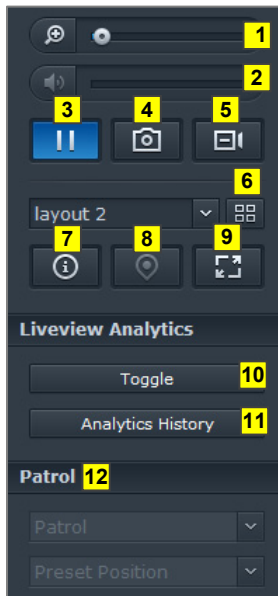 1
2
3 4 5
6
layout 2
7 8 9
Liveview Analytics
Toggle 10
Analytics History 11
Patrol 12
Patrol
Preset Position